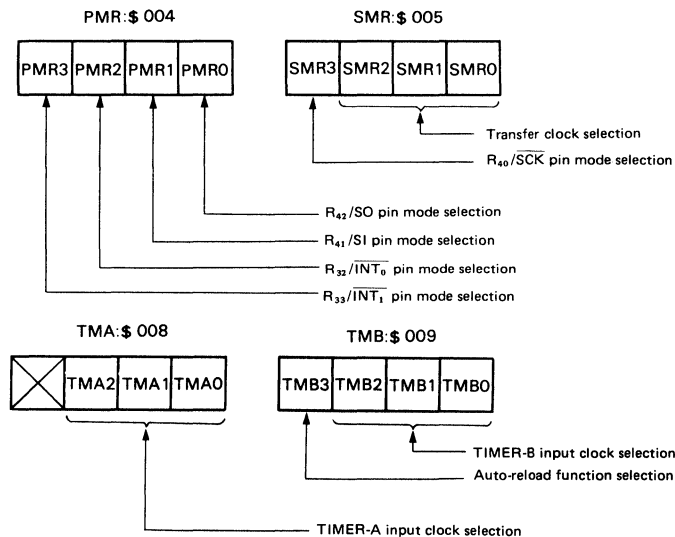 PMR:$ 004
SMR:$ 005
PMR3 PMR2 PMR1 PMR0
SMR3 SMR2 SMR1 SMR0
Transfer clock selection
R₄₀/S̅C̅K̅ pin mode selection
R₄₂/SO pin mode selection
R₄₁/SI pin mode selection
R₃₂/I̅N̅T̅₀̅ pin mode selection
R₃₃/I̅N̅T̅₁̅ pin mode selection
TMA:$ 008
TMB:$ 009
TMA2 TMA1 TMA0
TMB3 TMB2 TMB1 TMB0
TIMER-B input clock selection
Auto-reload function selection
TIMER-A input clock selection